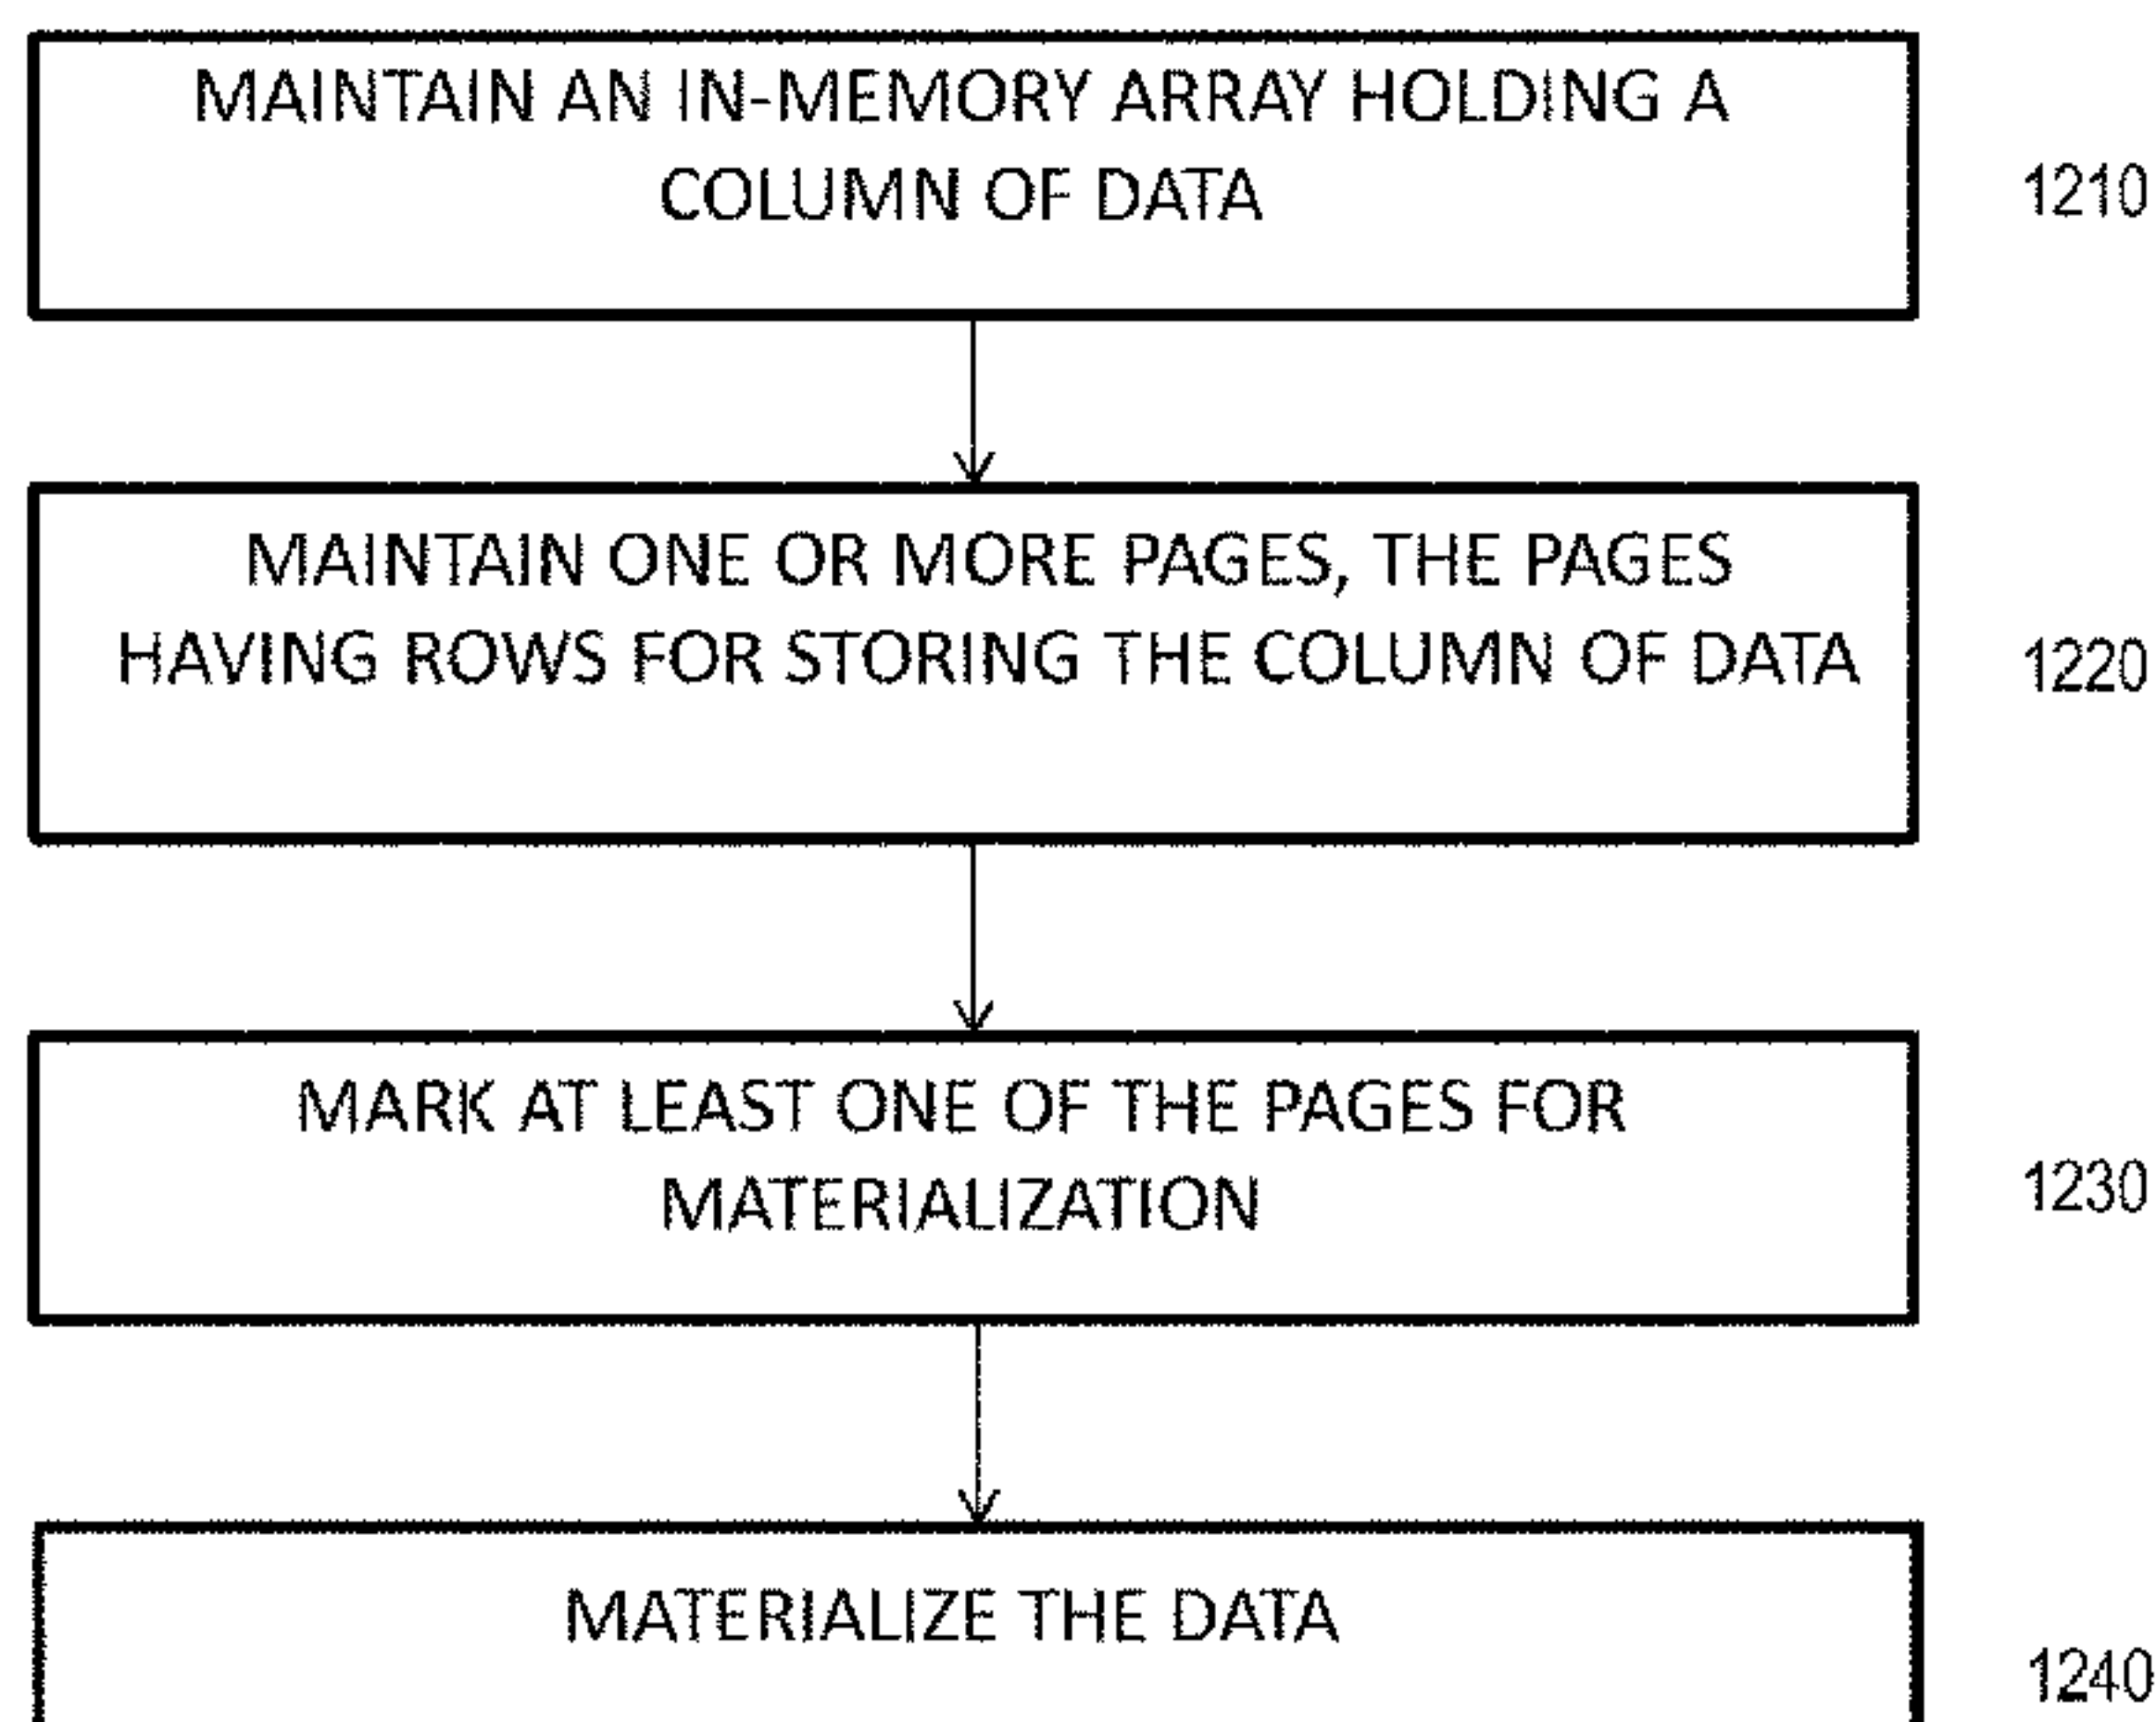 MAINTAIN AN IN-MEMORY ARRAY HOLDING A
COLUMN OF DATA
1210
MAINTAIN ONE OR MORE PAGES, THE PAGES
HAVING ROWS FOR STORING THE COLUMN OF DATA
1220
MARK AT LEAST ONE OF THE PAGES FOR
MATERIALIZATION
1230
MATERIALIZE THE DATA
1240